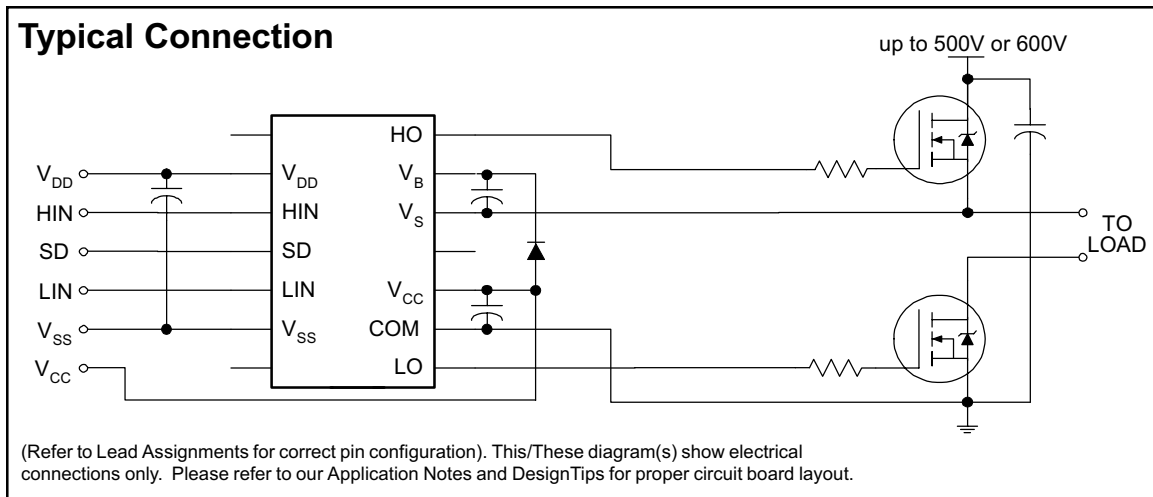 Typical Connection
up to 500V or 600V
HO
VDD
VDD
VB
HIN
HIN
VS
TO
LOAD
SD
SD
LIN
LIN
VCC
VSS
VSS
COM
VCC
LO
(Refer to Lead Assignments for correct pin configuration). This/These diagram(s) show electrical
connections only. Please refer to our Application Notes and DesignTips for proper circuit board layout.